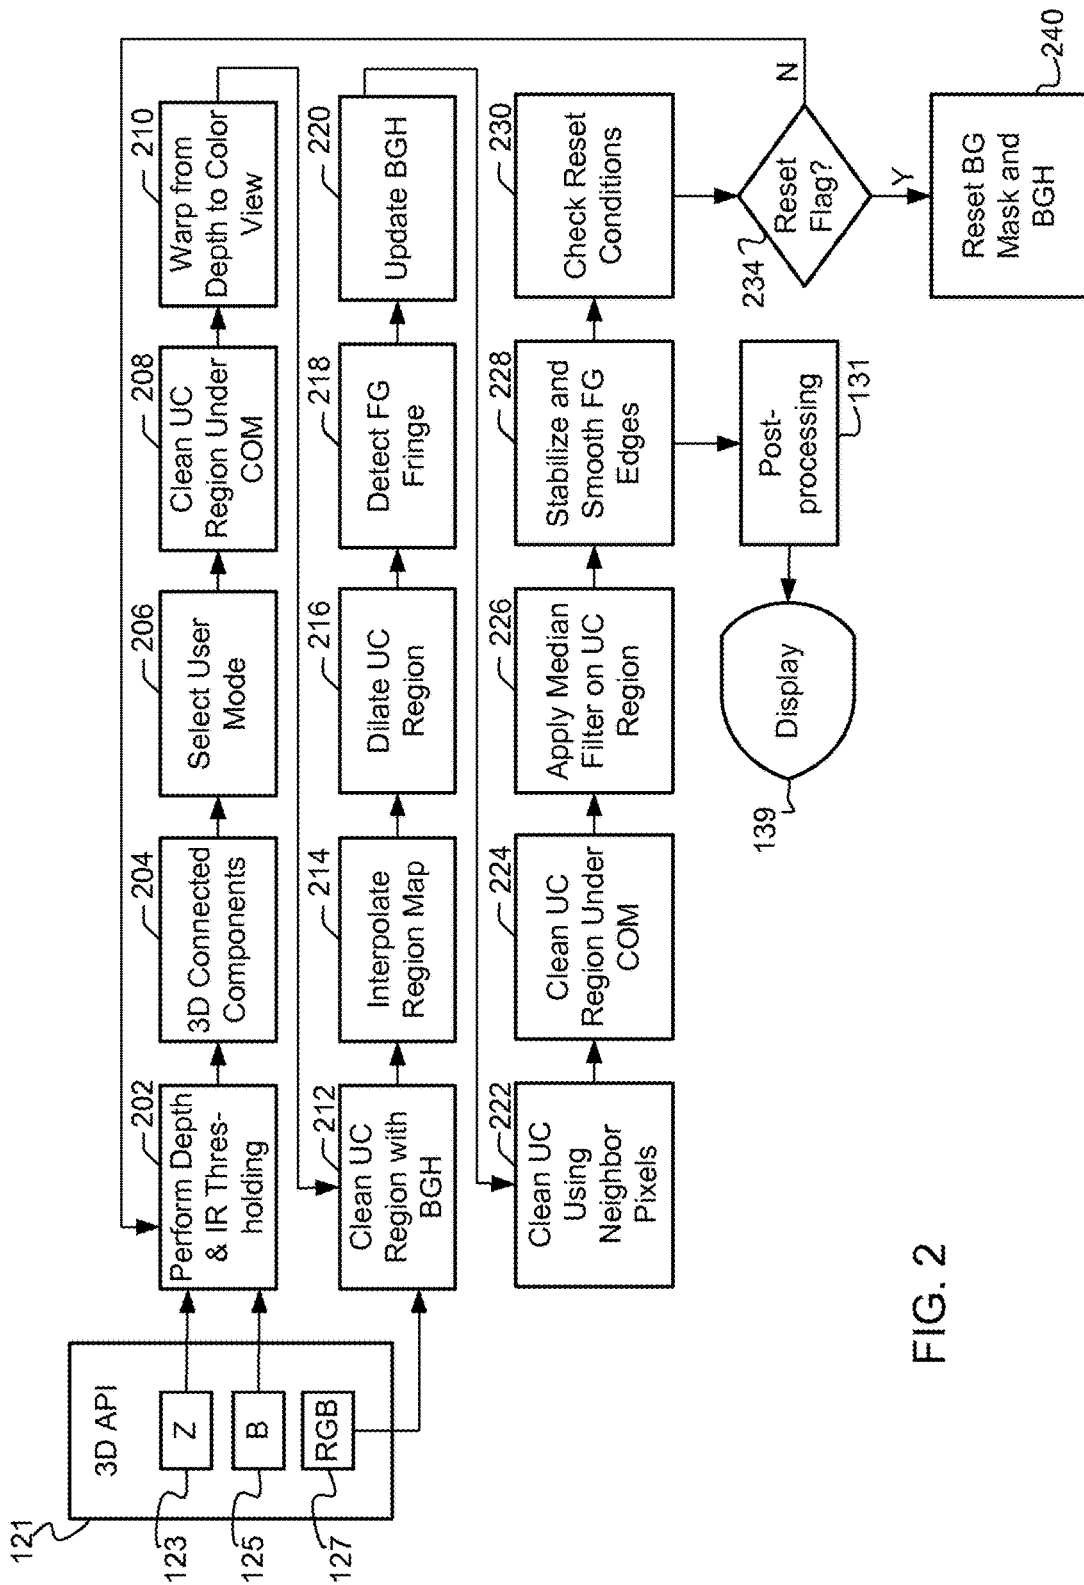 121
3D API
123
Z
125
B
127
RGB
202
Perform Depth
& IR Thres-
holding
204
3D Connected
Components
206
Select User
Mode
208
Clean UC
Region Under
COM
210
Warp from
Depth to Color
View
212
Clean UC
Region with
BGH
214
Interpolate
Region Map
216
Dilate UC
Region
218
Detect FG
Fringe
220
Update BGH
222
Clean UC
Using
Neighbor
Pixels
224
Clean UC
Region Under
COM
226
Apply Median
Filter on UC
Region
228
Stabilize and
Smooth FG
Edges
230
Check Reset
Conditions
234
Reset
Flag?
N
Y
139
Display
Post-
processing
131
Reset BG
Mask and
BGH
240
FIG. 2